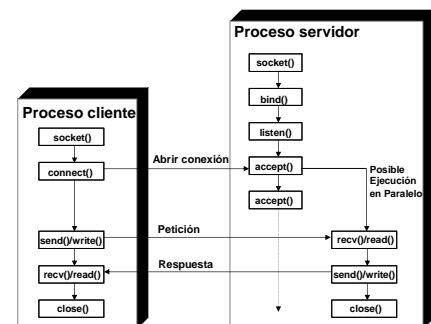 Proceso servidor
socket()
bind()
listen()
accept()
accept()
Posible
Ejecución
en Paralelo
recv()/read()
send()/write()
close()
Proceso cliente
socket()
connect()
send()/write()
recv()/read()
close()
Abrir conexión
Petición
Respuesta